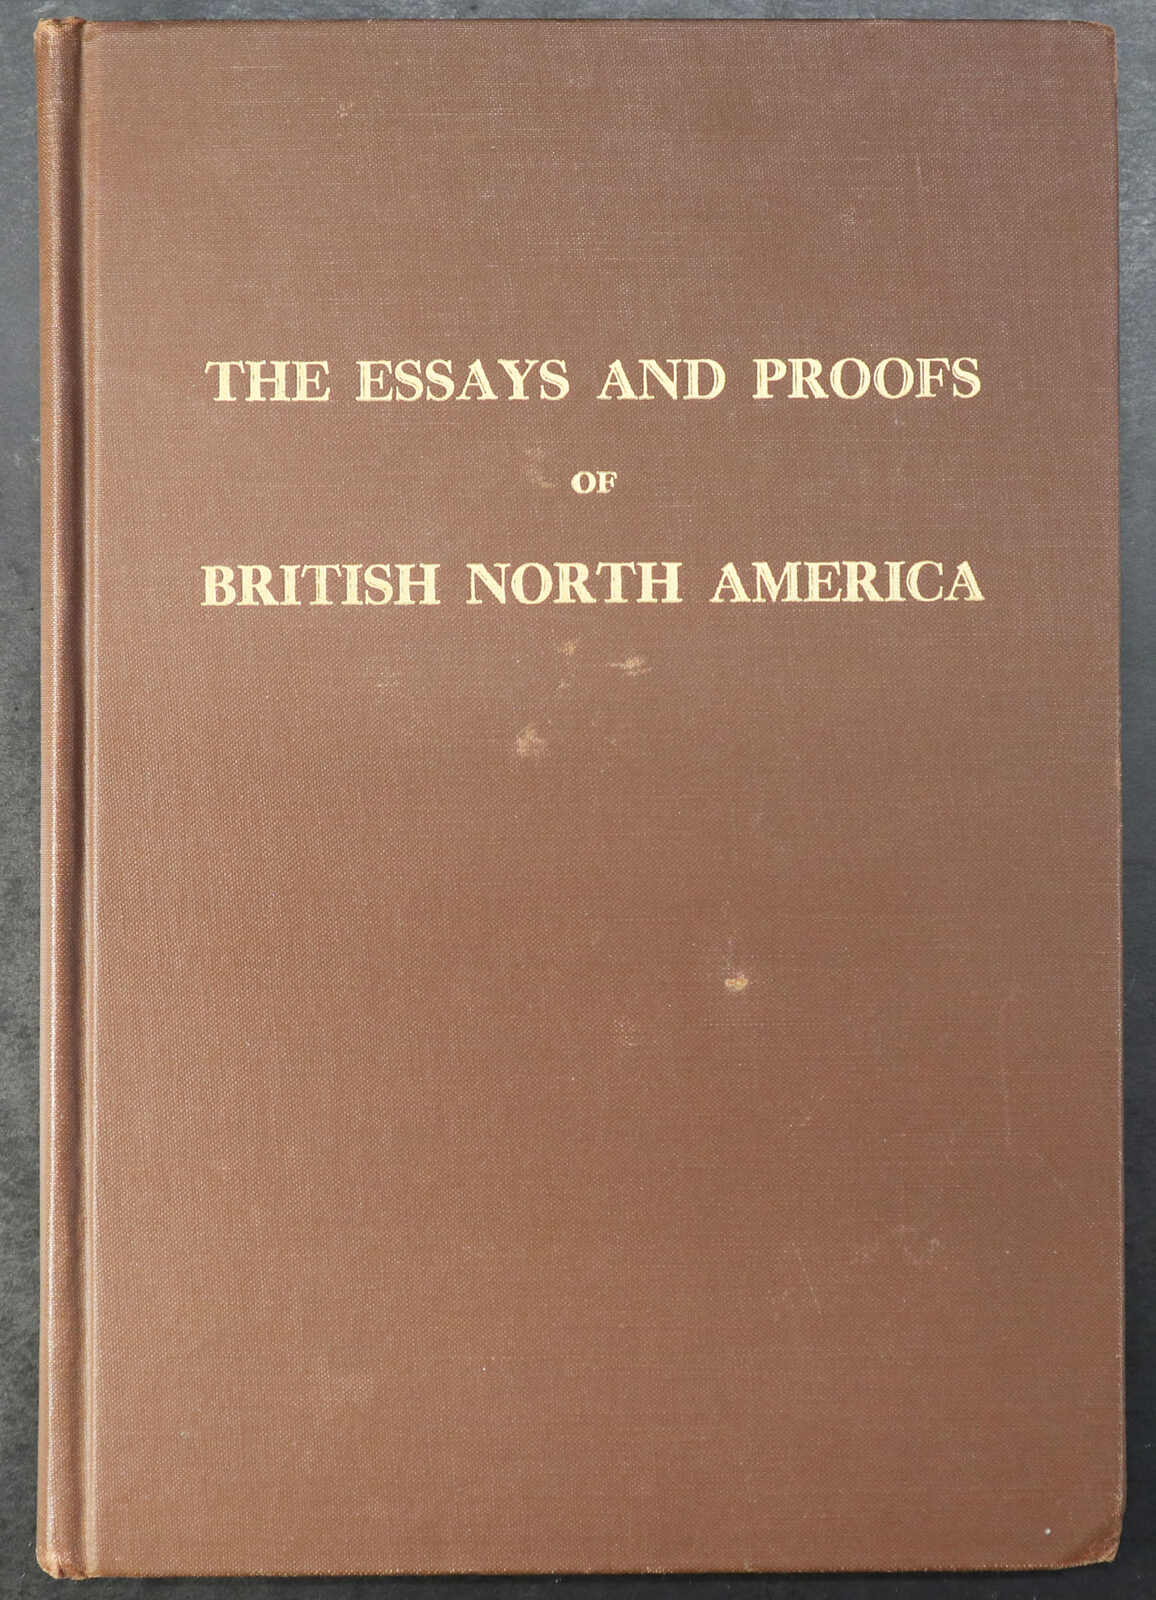 THE ESSAYS AND PROOFS
OF
BRITISH NORTH AMERICA